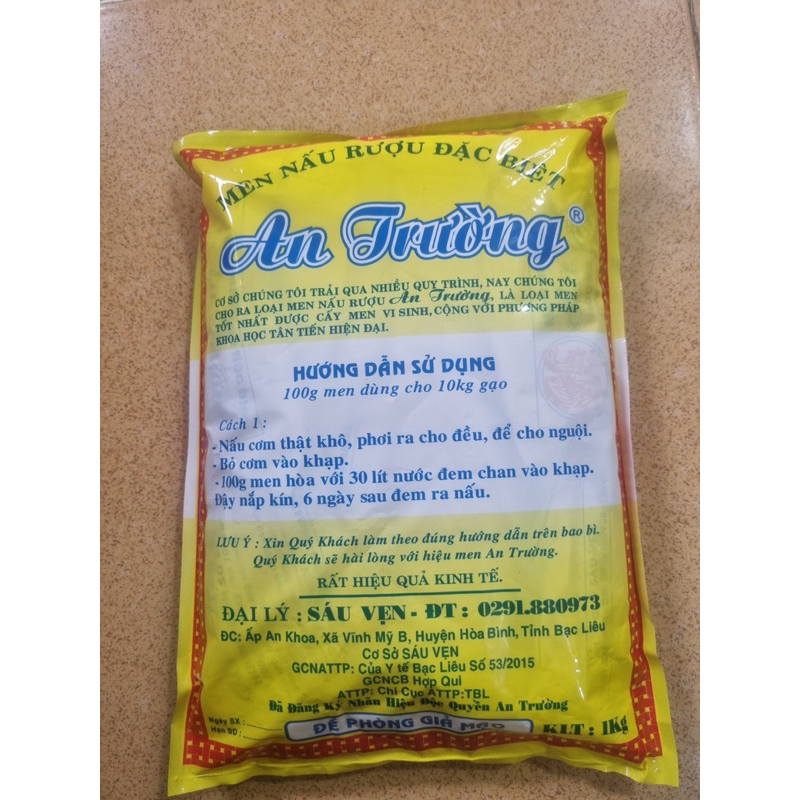 MEN NẤU RƯỢU ĐẶC BIỆT
An Trường®
CƠ SỞ CHÚNG TÔI TRẢI QUA NHIỀU QUY TRÌNH, NAY CHÚNG TÔI
CHO RA LOẠI MEN NẤU RƯỢU An Trường, LÀ LOẠI MEN
TỐT NHẤT ĐƯỢC CẤY MEN VI SINH, CỘNG VỚI PHƯƠNG PHÁP
KHOA HỌC TÂN TIẾN HIỆN ĐẠI.
HƯỚNG DẪN SỬ DỤNG
100g men dùng cho 10kg gạo
Cách 1 :
- Nấu cơm thật khô, phơi ra cho đều, để cho nguội.
- Bỏ cơm vào khạp.
- 100g men hòa với 30 lít nước đem chan vào khạp.
Đậy nắp kín, 6 ngày sau đem ra nấu.
LƯU Ý : Xin Quý Khách làm theo đúng hướng dẫn trên bao bì.
Quý Khách sẽ hài lòng với hiệu men An Trường.
RẤT HIỆU QUẢ KINH TẾ.
ĐẠI LÝ : SÁU VẸN - ĐT : 0291.880973
ĐC: Ấp An Khoa, Xã Vĩnh Mỹ B, Huyện Hòa Bình, Tỉnh Bạc Liêu
Cơ Sở SÁU VẸN
GCNATTP: Của Y tế Bạc Liêu Số 53/2015
GCNCB Hợp Qui
ATTP: Chi Cục ATTP:TBL
Đã Đăng Ký Nhãn Hiệu Độc Quyền An Trường
Ngày SX : ..........
Hạn SD : ..........
ĐỀ PHÒNG GIẢ MẠO
KLT : 1Kg